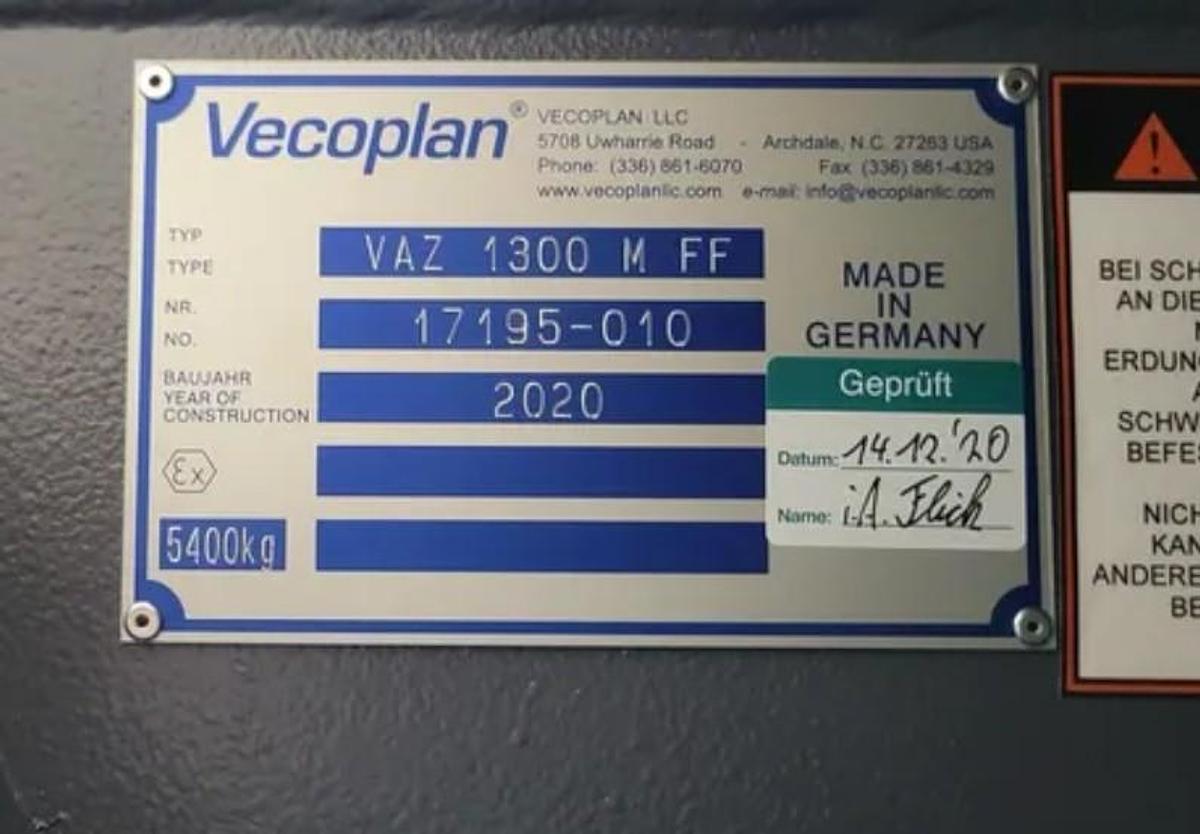 Vecoplan®
VECOPLAN LLC
5708 Uwharrie Road - Archdale, N.C. 27263 USA
Phone: (336) 861-6070 Fax (336) 861-4329
www.vecoplanllc.com e-mail: info@vecoplanllc.com
TYP
TYPE
VAZ 1300 M FF
NR.
NO.
17195-010
BAUJAHR
YEAR OF
CONSTRUCTION
2020
Ex
5400kg
MADE
IN
GERMANY
Geprüft
Datum: 14.12.'20
Name: i.A. Flick
!
BEI SCH
AN DIE
ERDUN
A
SCHW
BEFES
NICH
KAN
ANDERE
BE